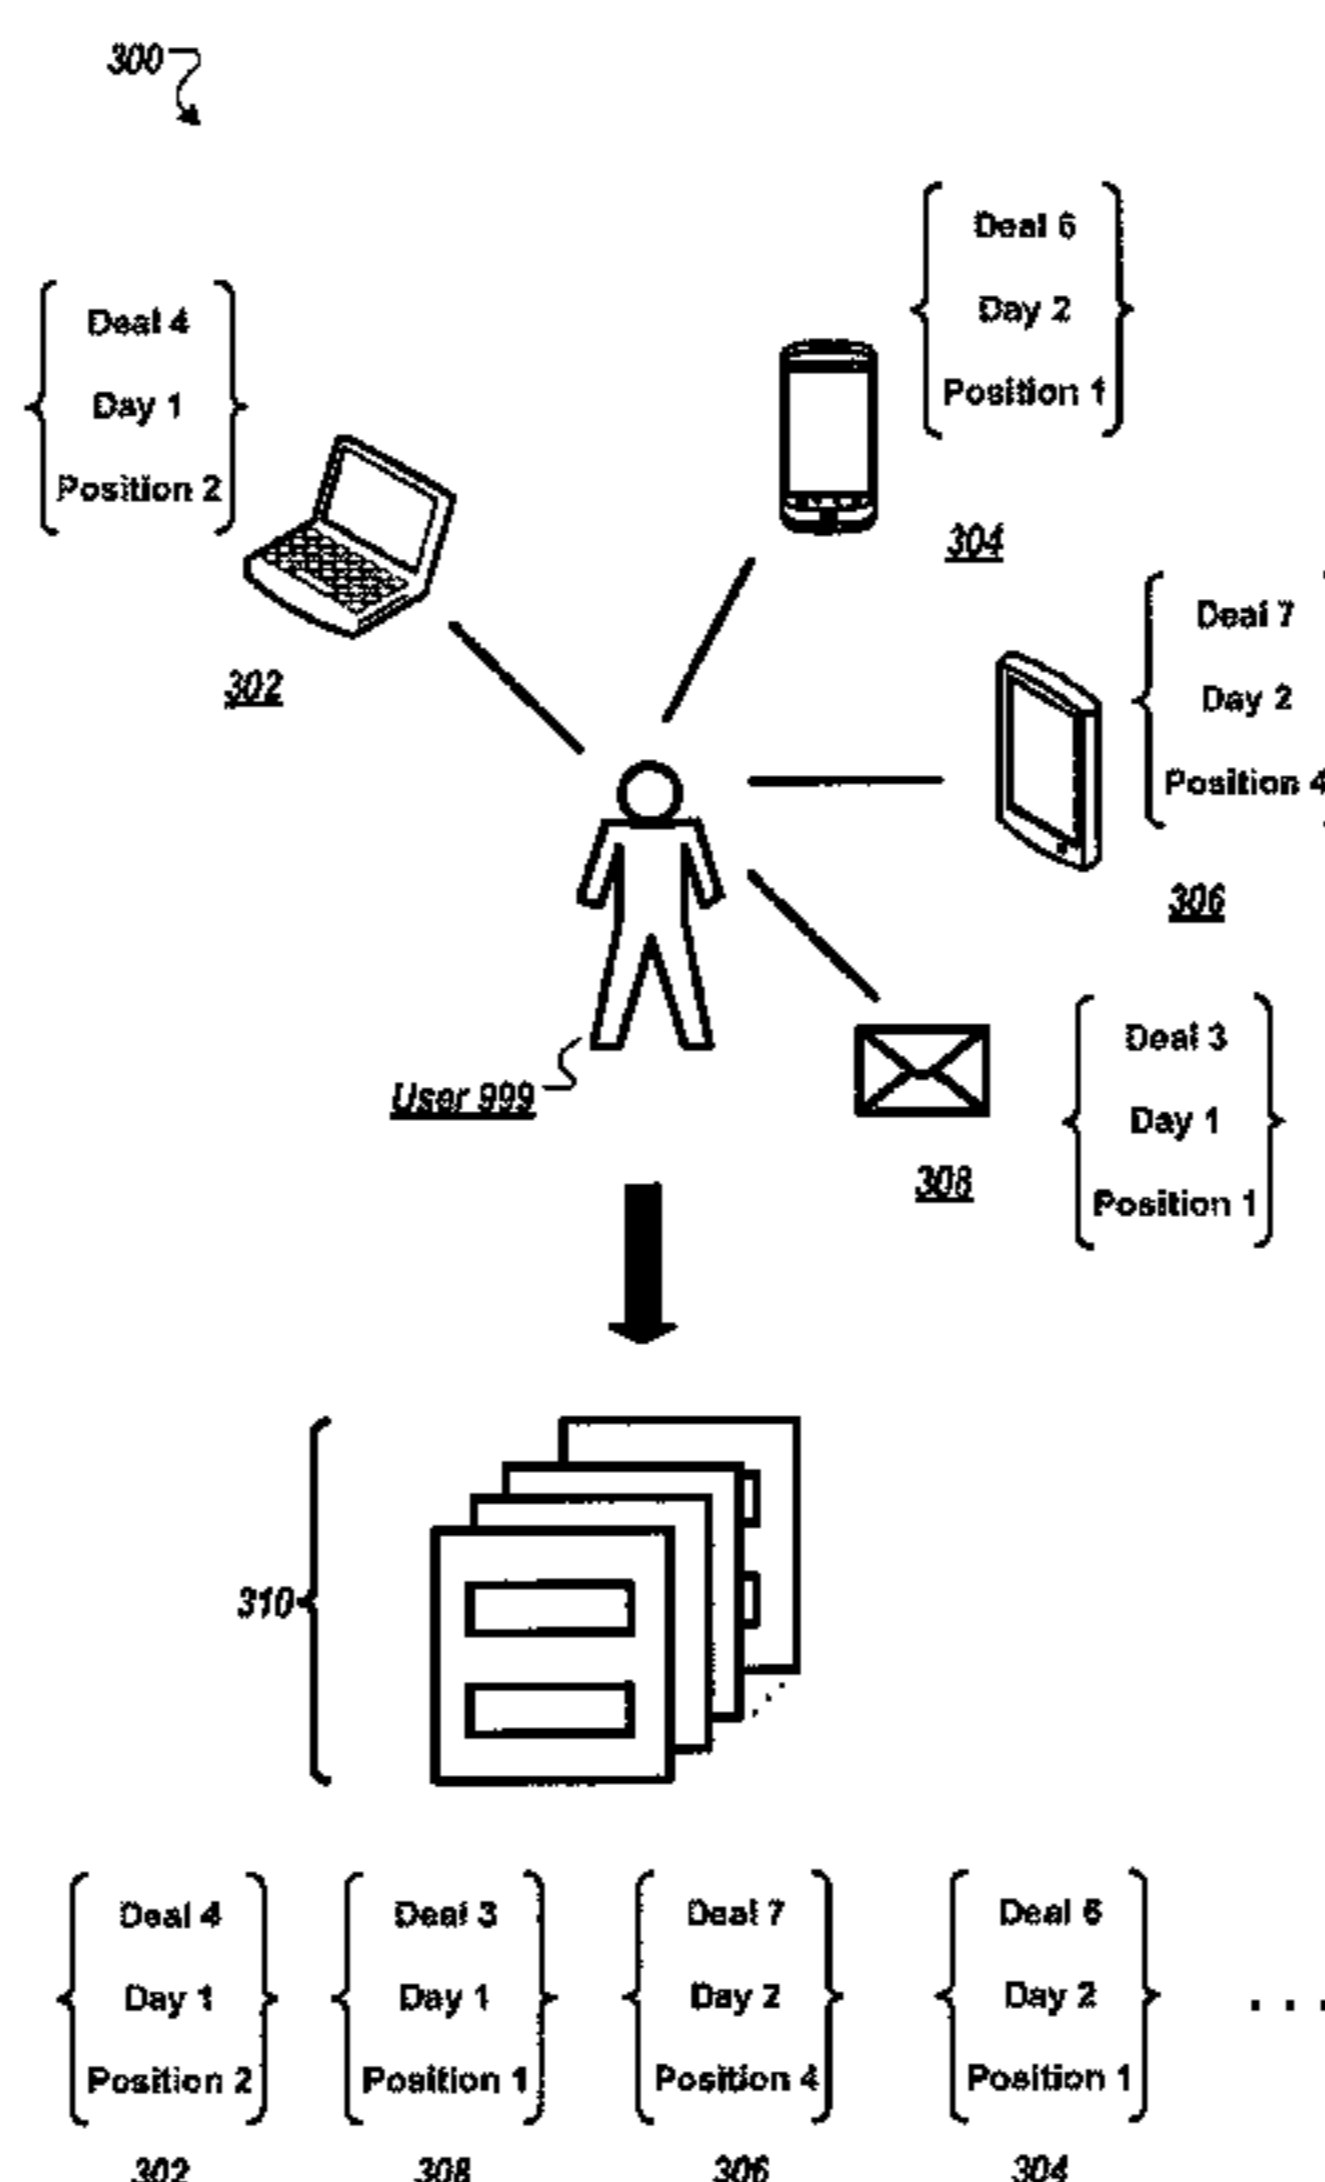 300
Deal 6
Day 2
Position 1
304
Deal 4
Day 1
Position 2
302
Deal 7
Day 2
Position 4
306
User 999
Deal 3
Day 1
Position 1
308
310
Deal 4 Deal 3 Deal 7 Deal 6
Day 1 Day 1 Day 2 Day 2 . . .
Position 2 Position 1 Position 4 Position 1
302 308 306 304